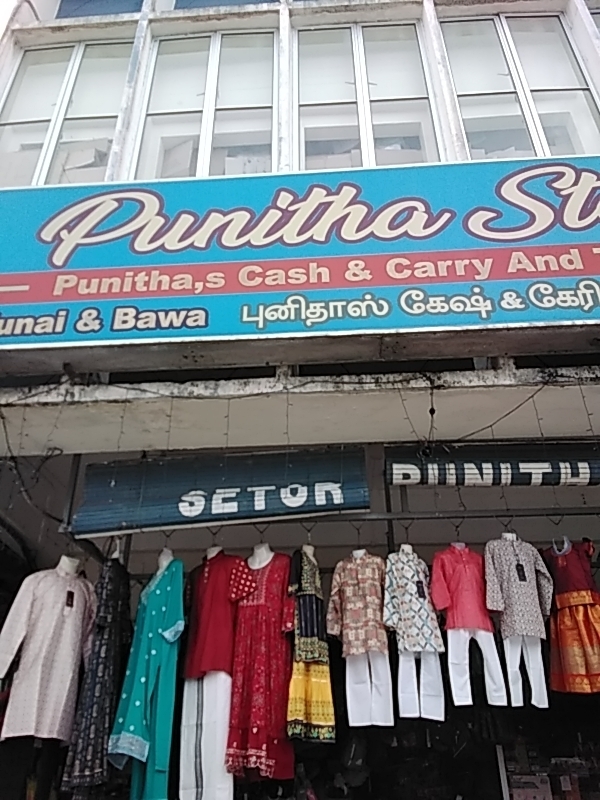 Punitha St
Punitha,s Cash & Carry And T
unai & Bawa புனிதாஸ் கேஷ் & கேரி
SETOR PUNITH